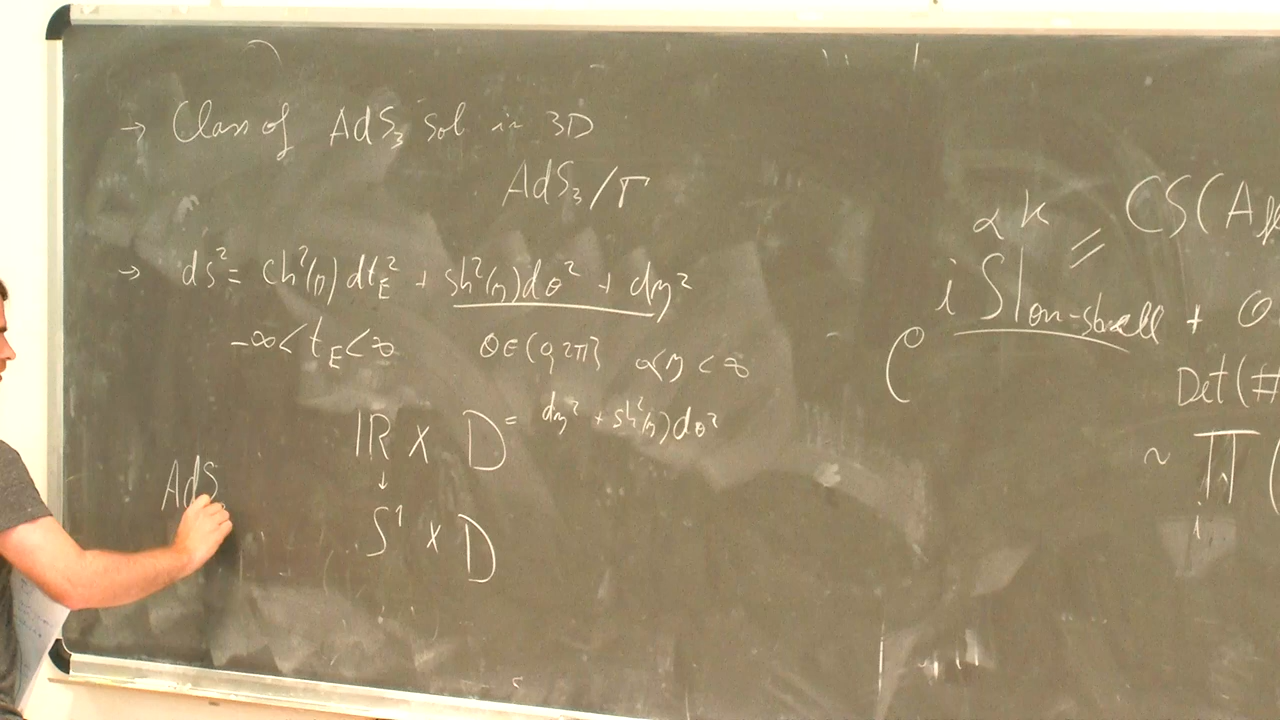 → Class of AdS₃ sol in 3D
AdS₃/Γ
→ ds² = ch²(η) dt_E² + sh²(η) dθ² + dη²
-∞ < t_E < ∞ θ ∈ (0, 2π] 0 < η < ∞
ℝ × D = dη² + sh²(η) dθ²
↓
S¹ × D
AdS
α k = CS(A
e^{i S|on-shell + O
Det(#
~ ∏ (
i